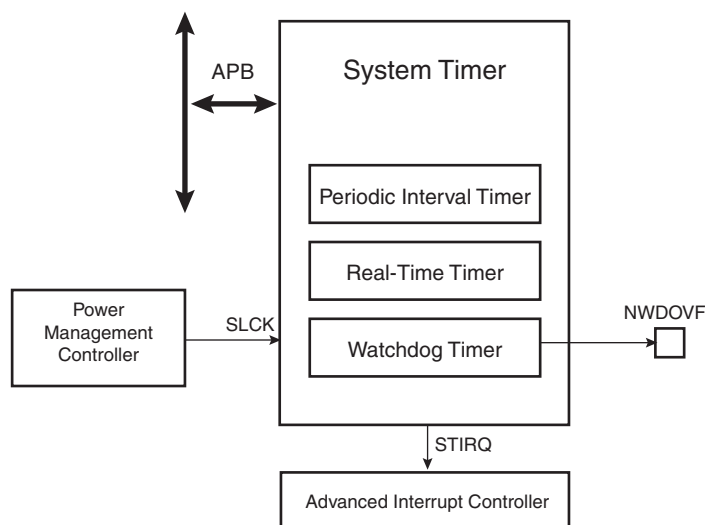 System Timer
APB
Periodic Interval Timer
Real-Time Timer
Power
Management
Controller
SLCK
Watchdog Timer
NWDOVF
STIRQ
Advanced Interrupt Controller